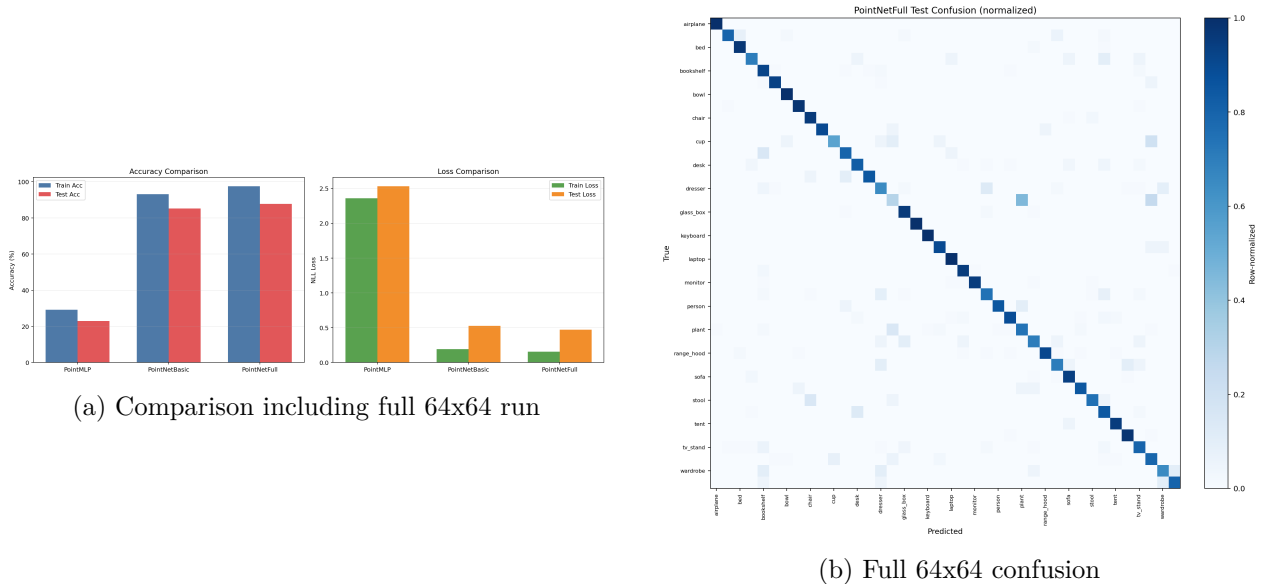 Accuracy Comparison
Train Acc
Test Acc
Accuracy (%)
100
80
60
40
20
0
PointMLP
PointNetBasic
PointNetFull
Loss Comparison
Train Loss
Test Loss
NLL Loss
2.5
2.0
1.5
1.0
0.5
0.0
PointMLP
PointNetBasic
PointNetFull
(a) Comparison including full 64x64 run
PointNetFull Test Confusion (normalized)
True
airplane
bed
bookshelf
bowl
chair
cup
desk
dresser
glass_box
keyboard
laptop
monitor
person
plant
range_hood
sofa
stool
tent
tv_stand
wardrobe
airplane
bed
bookshelf
bowl
chair
cup
desk
dresser
glass_box
keyboard
laptop
monitor
person
plant
range_hood
sofa
stool
tent
tv_stand
wardrobe
Predicted
1.0
0.8
0.6
0.4
0.2
0.0
Row-normalized
(b) Full 64x64 confusion